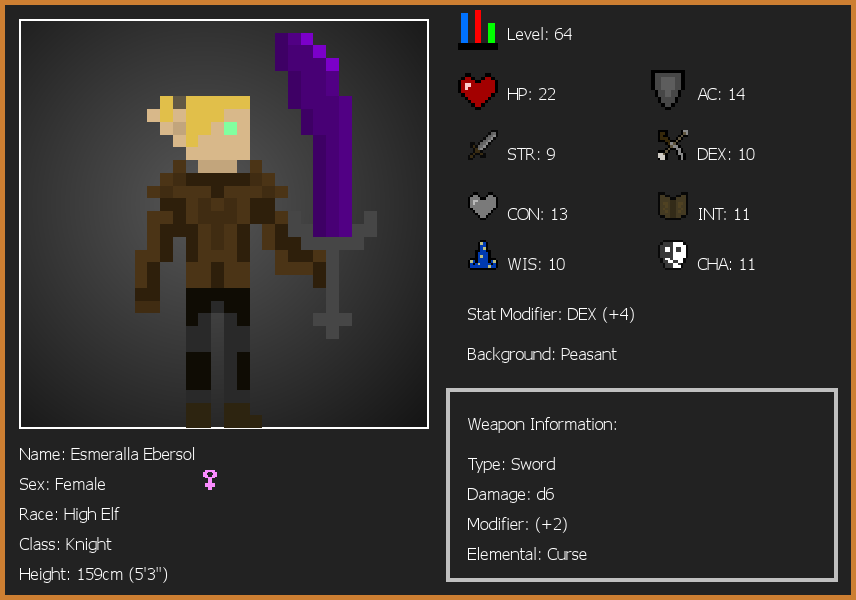 Level: 64
HP: 22
AC: 14
STR: 9
DEX: 10
CON: 13
INT: 11
WIS: 10
CHA: 11
Stat Modifier: DEX (+4)
Background: Peasant
Weapon Information:
Type: Sword
Damage: d6
Modifier: (+2)
Elemental: Curse
Name: Esmeralla Ebersol
Sex: Female
Race: High Elf
Class: Knight
Height: 159cm (5'3")